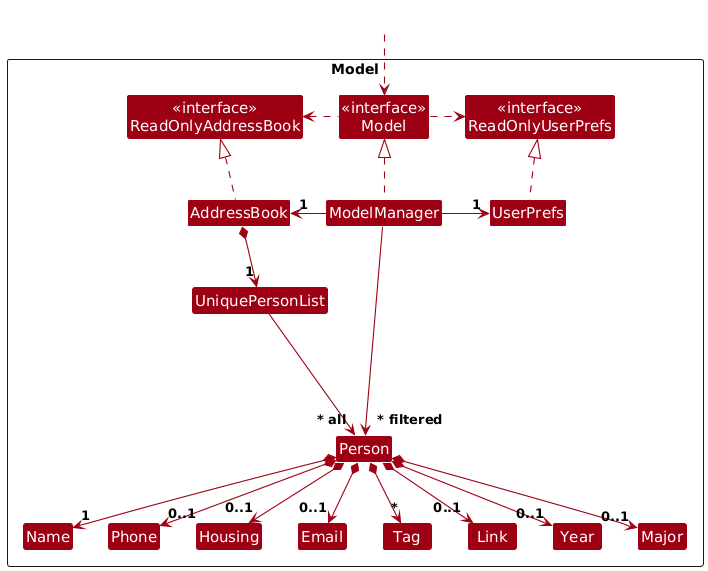 Model
«interface»
ReadOnlyAddressBook
«interface»
Model
«interface»
ReadOnlyUserPrefs
AddressBook
1
ModelManager
1
UserPrefs
1
UniquePersonList
* all
* filtered
Person
1
0..1
0..1
0..1
*
0..1
0..1
0..1
Name
Phone
Housing
Email
Tag
Link
Year
Major